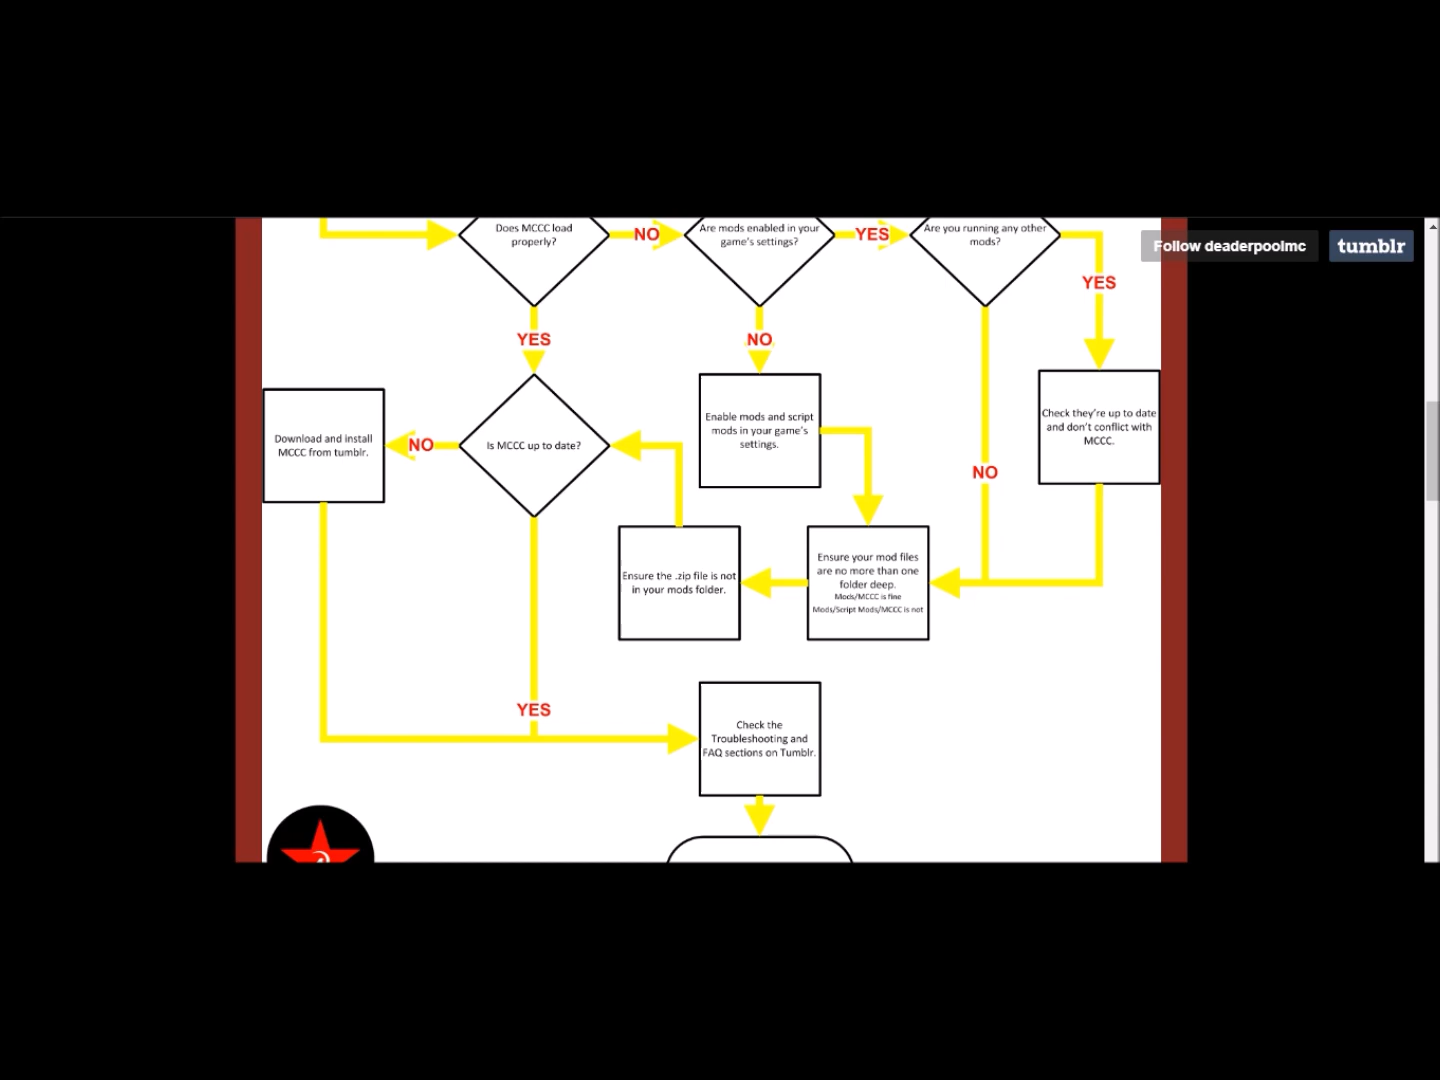 Does MCCC load
properly?
NO
Are mods enabled in your
game's settings?
YES
Are you running any other
mods?
Follow deaderpoolmc
tumblr
YES
YES
NO
Download and install
MCCC from tumblr.
NO
Is MCCC up to date?
Enable mods and script
mods in your game's
settings.
NO
Check they're up to date
and don't conflict with
MCCC.
Ensure the .zip file is not
in your mods folder.
Ensure your mod files
are no more than one
folder deep.
Mods/MCCC is fine
Mods/Script Mods/MCCC is not
YES
Check the
Troubleshooting and
FAQ sections on Tumblr.